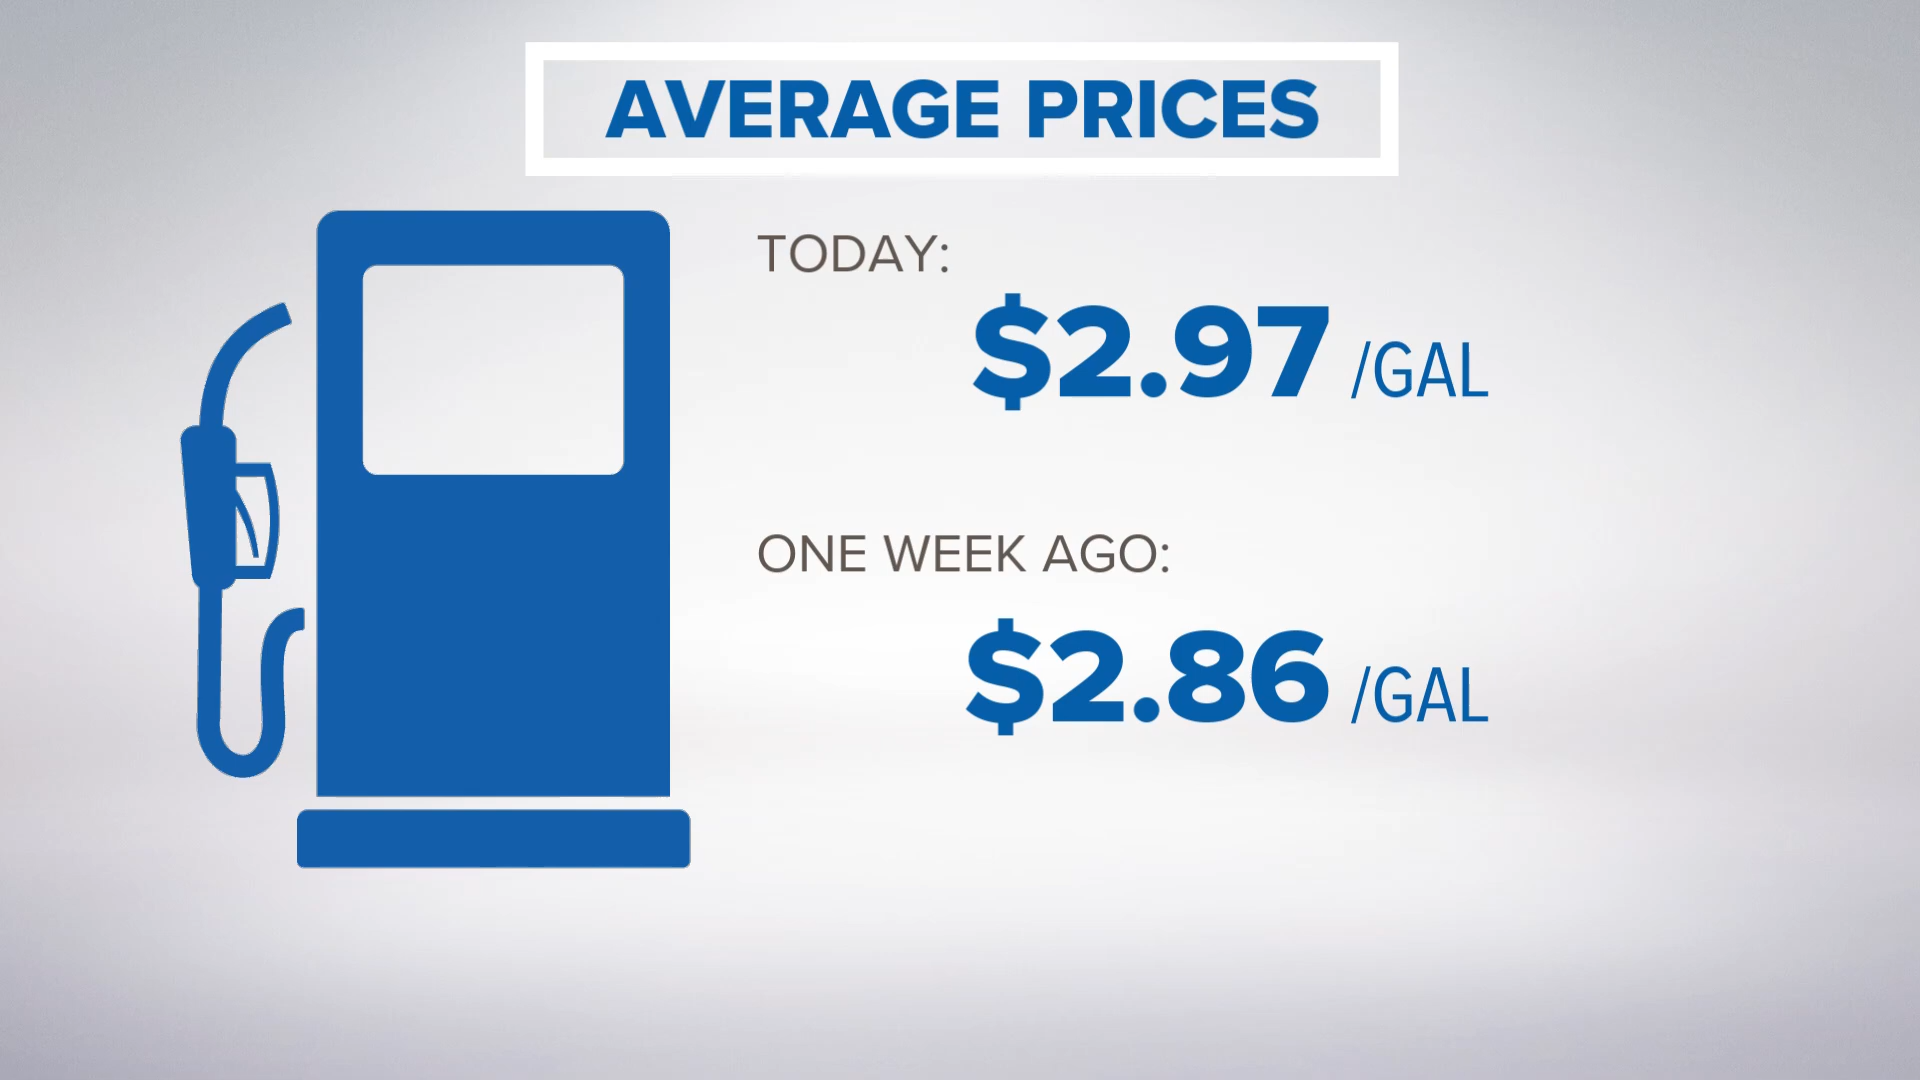 AVERAGE PRICES
TODAY:
$2.97 /GAL
ONE WEEK AGO:
$2.86 /GAL